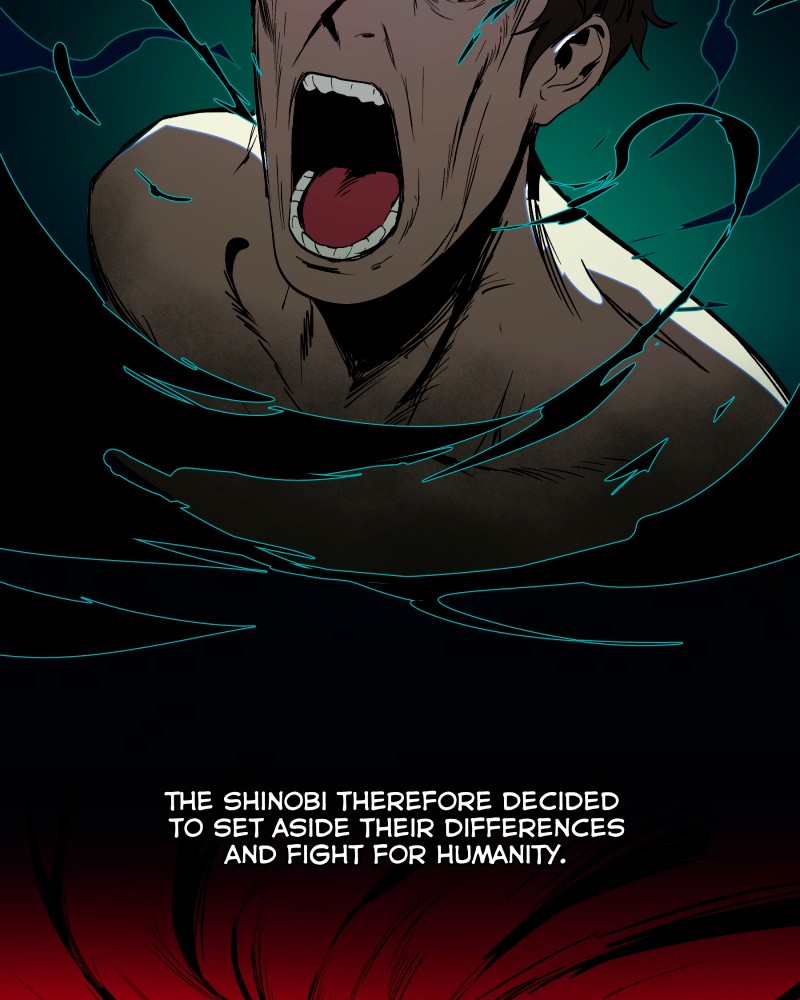 THE SHINOBI THEREFORE DECIDED
TO SET ASIDE THEIR DIFFERENCES
AND FIGHT FOR HUMANITY.